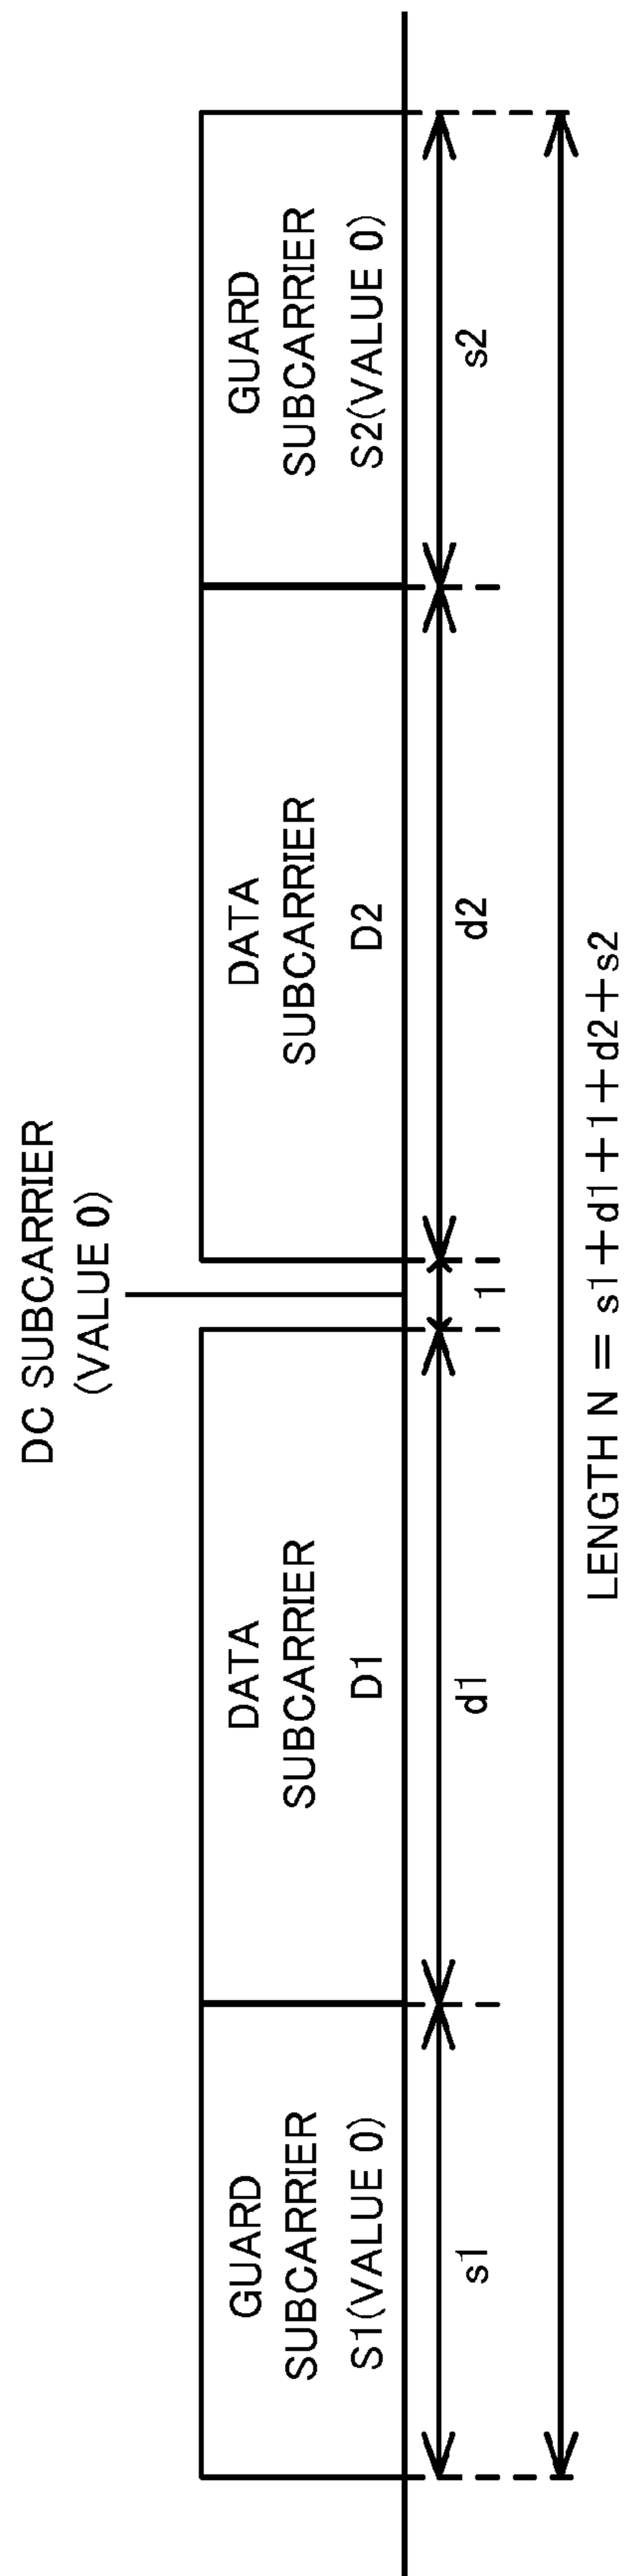 DC SUBCARRIER
(VALUE 0)
GUARD
SUBCARRIER
S1(VALUE 0)
DATA
SUBCARRIER
D1
DATA
SUBCARRIER
D2
GUARD
SUBCARRIER
S2(VALUE 0)
s1
d1
1
d2
s2
LENGTH N = s1+d1+1+d2+s2